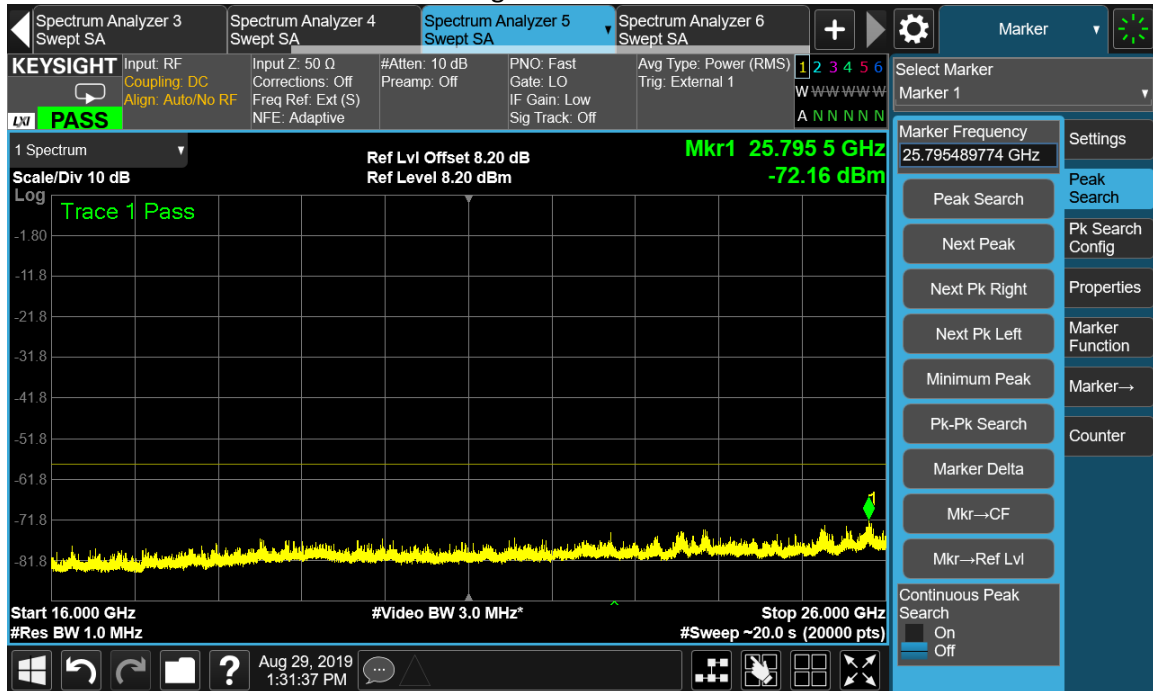 Spectrum Analyzer 3
Swept SA
Spectrum Analyzer 4
Swept SA
Spectrum Analyzer 5
Swept SA
Spectrum Analyzer 6
Swept SA
Marker
KEYSIGHT
LXI PASS
Input: RF
Coupling: DC
Align: Auto/No RF
Input Z: 50 Ω
Corrections: Off
Freq Ref: Ext (S)
NFE: Adaptive
#Atten: 10 dB
Preamp: Off
PNO: Fast
Gate: LO
IF Gain: Low
Sig Track: Off
Avg Type: Power (RMS)
Trig: External 1
1 2 3 4 5 6
W W W W W W
A N N N N N
Select Marker
Marker 1
1 Spectrum
Scale/Div 10 dB
Ref Lvl Offset 8.20 dB
Ref Level 8.20 dBm
Mkr1 25.795 5 GHz
-72.16 dBm
Log
Trace 1 Pass
-1.80
-11.8
-21.8
-31.8
-41.8
-51.8
-61.8
-71.8
-81.8
1
Start 16.000 GHz
#Res BW 1.0 MHz
#Video BW 3.0 MHz*
Stop 26.000 GHz
#Sweep ~20.0 s (20000 pts)
Marker Frequency
25.795489774 GHz
Peak Search
Next Peak
Next Pk Right
Next Pk Left
Minimum Peak
Pk-Pk Search
Marker Delta
Mkr→CF
Mkr→Ref Lvl
Continuous Peak
Search
On
Off
Settings
Peak
Search
Pk Search
Config
Properties
Marker
Function
Marker→
Counter
?
Aug 29, 2019
1:31:37 PM